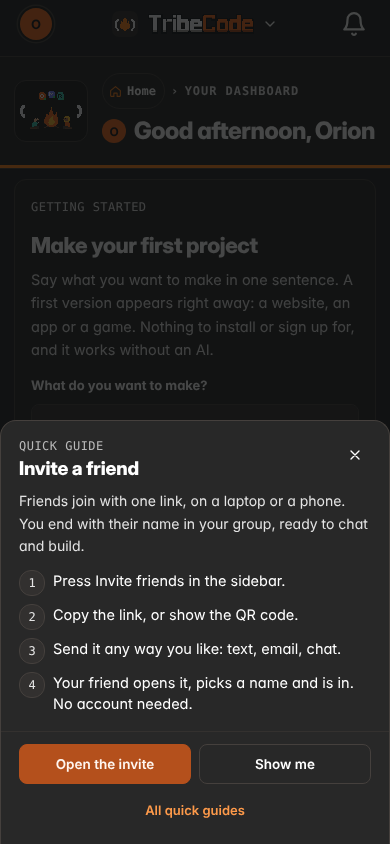 O
TribeCode
Home › YOUR DASHBOARD
O Good afternoon, Orion
GETTING STARTED
Make your first project
Say what you want to make in one sentence. A
first version appears right away: a website, an
app or a game. Nothing to install or sign up for,
and it works without an AI.
What do you want to make?
QUICK GUIDE
Invite a friend
Friends join with one link, on a laptop or a phone.
You end with their name in your group, ready to chat
and build.
1 Press Invite friends in the sidebar.
2 Copy the link, or show the QR code.
3 Send it any way you like: text, email, chat.
4 Your friend opens it, picks a name and is in.
No account needed.
Open the invite
Show me
All quick guides